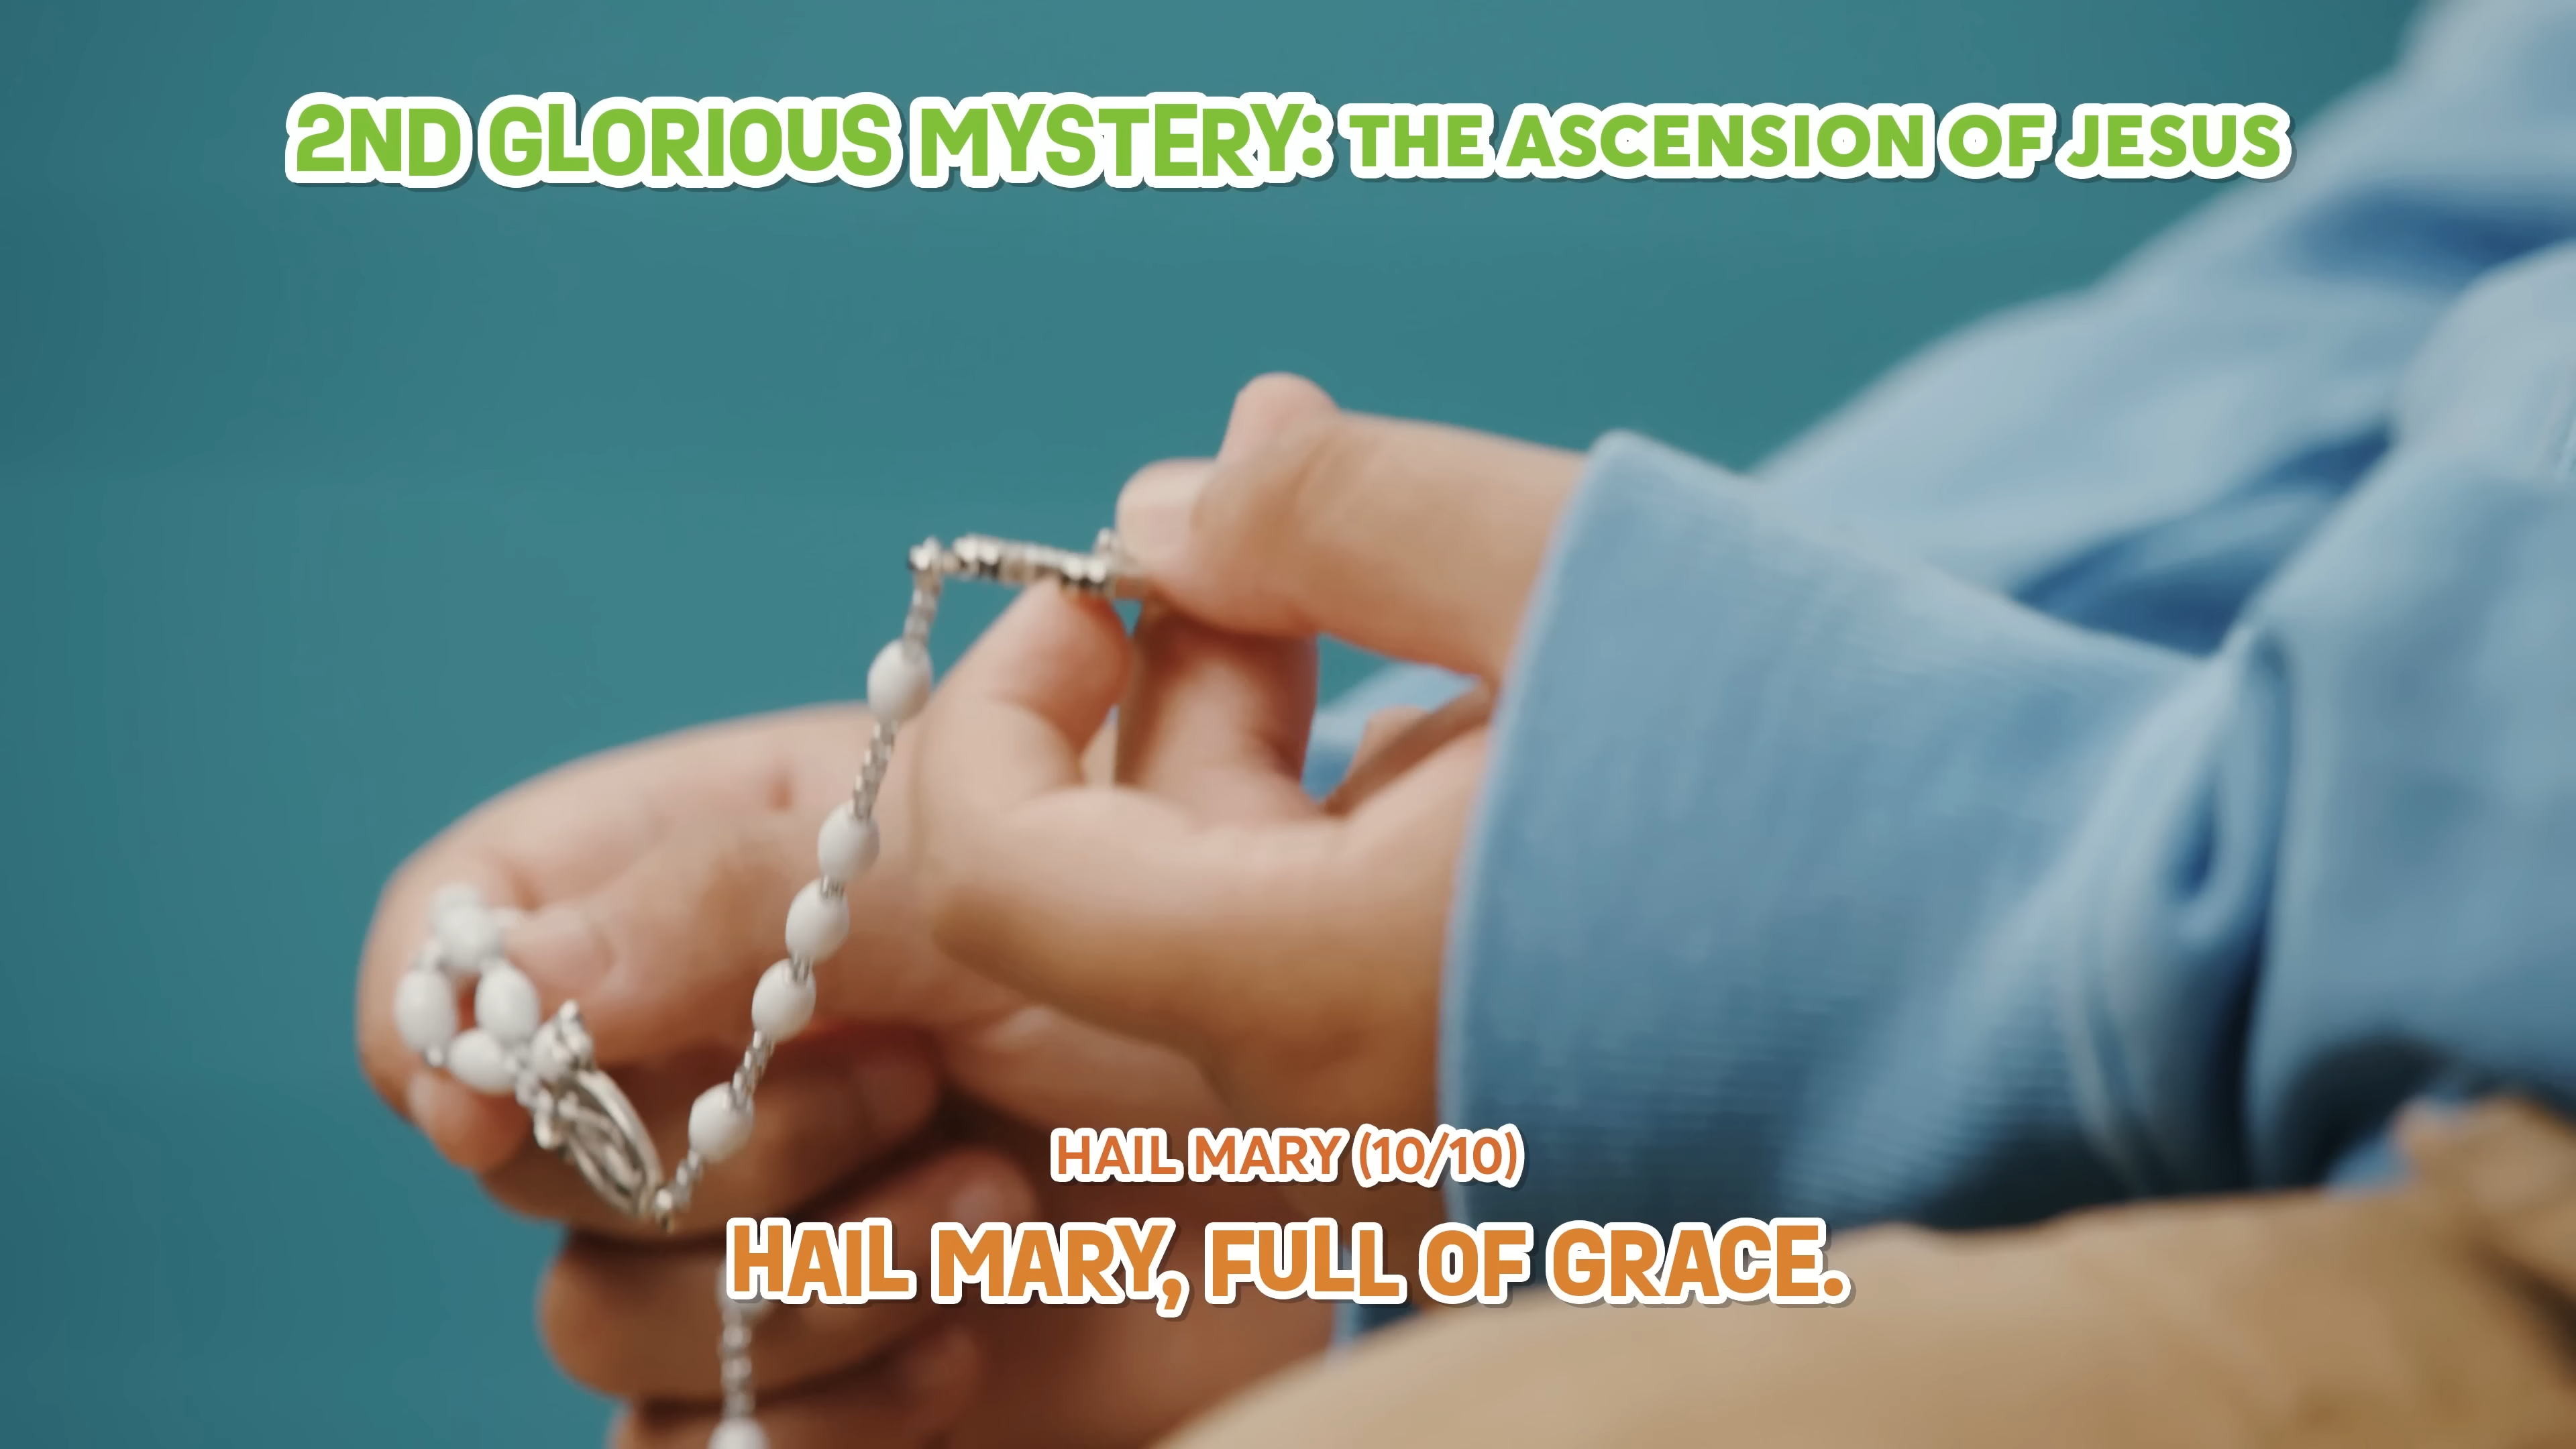 2ND GLORIOUS MYSTERY: THE ASCENSION OF JESUS
HAIL MARY (10/10)
HAIL MARY, FULL OF GRACE.